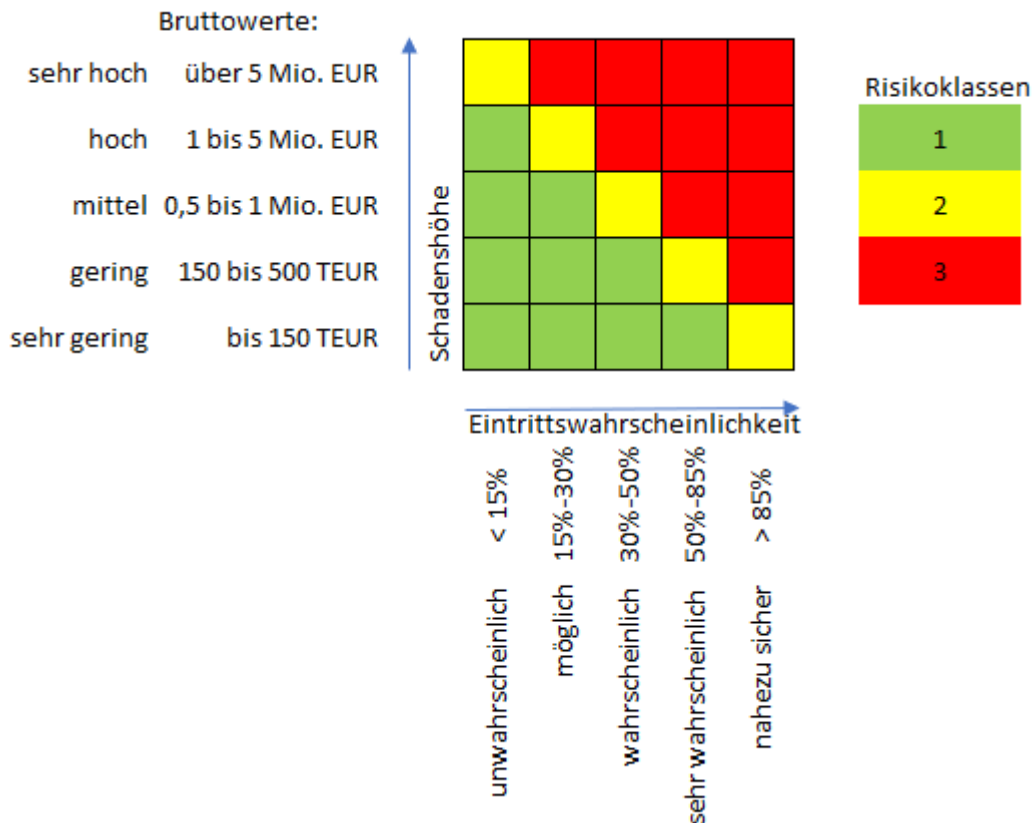 Bruttowerte:
sehr hoch über 5 Mio. EUR
hoch 1 bis 5 Mio. EUR
mittel 0,5 bis 1 Mio. EUR
gering 150 bis 500 TEUR
sehr gering bis 150 TEUR
Schadenshöhe
Risikoklassen
1
2
3
Eintrittswahrscheinlichkeit
unwahrscheinlich < 15%
möglich 15%-30%
wahrscheinlich 30%-50%
sehr wahrscheinlich 50%-85%
nahezu sicher > 85%